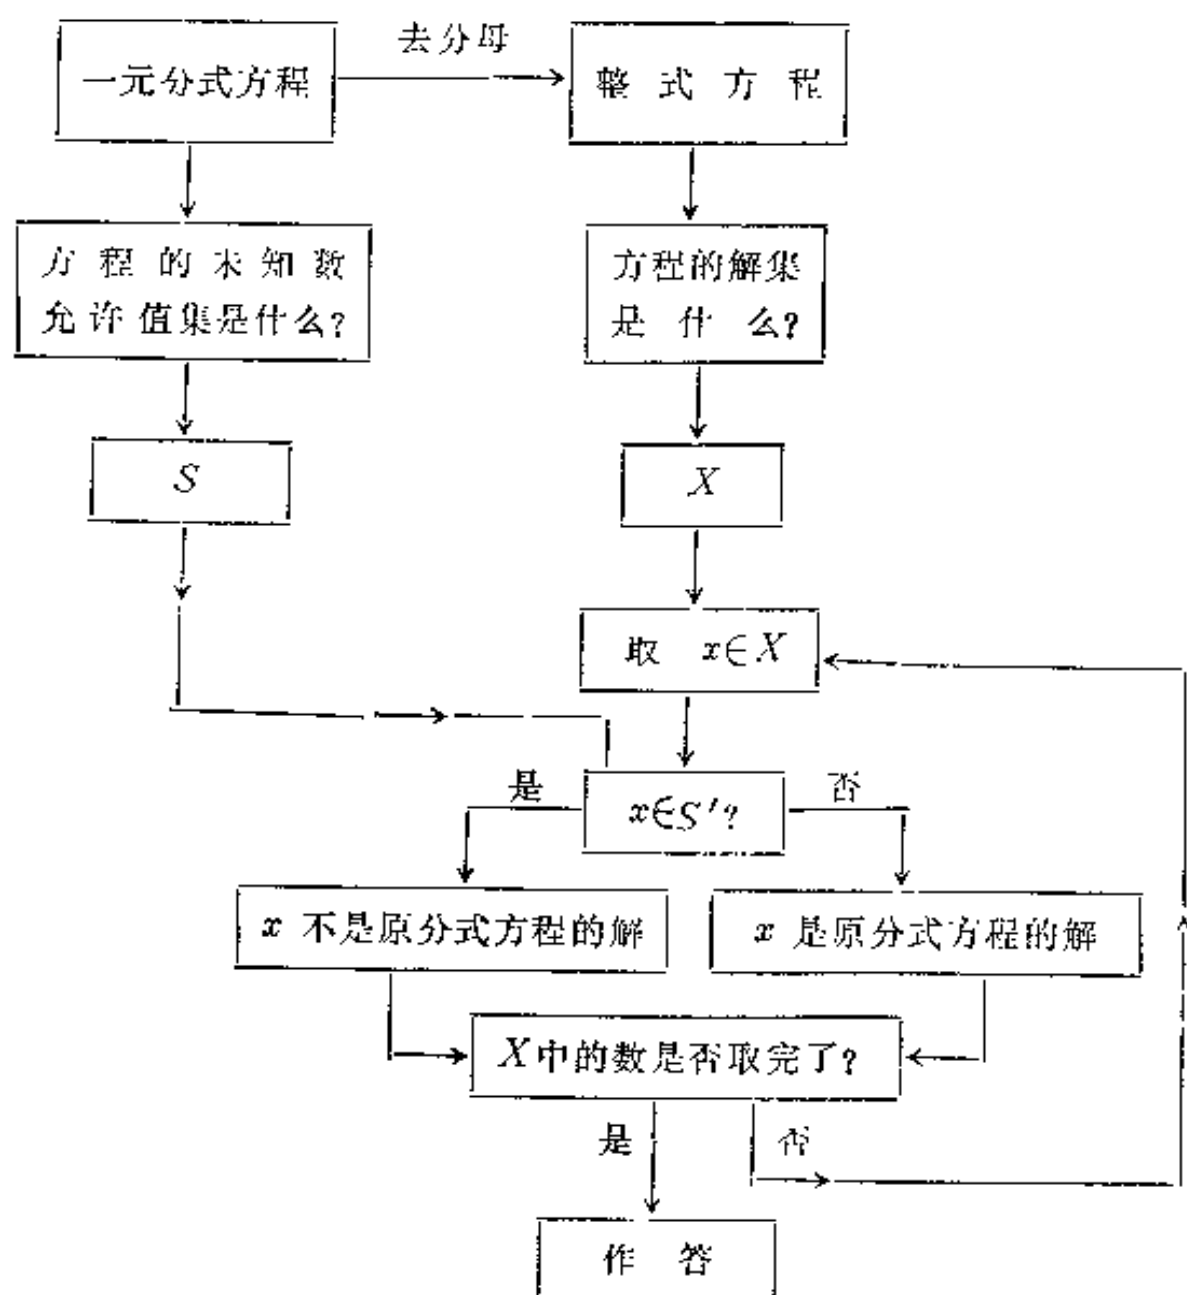 去分母
一元分式方程
整式方程
方程的未知数
允许值集是什么?
方程的解集
是什么?
S
X
取 x∈X
是
x∈S′?
否
x 不是原分式方程的解
x 是原分式方程的解
X中的数是否取完了?
是
否
作答